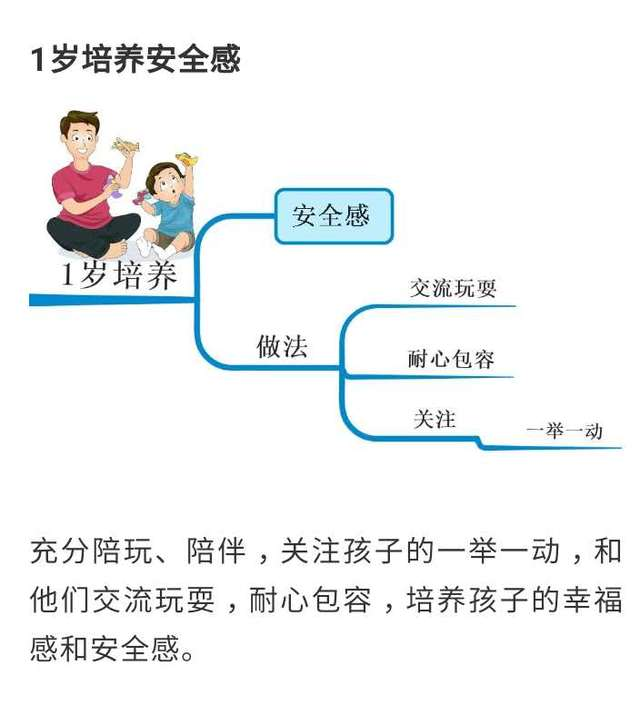 1岁培养安全感
安全感
1岁培养
交流玩耍
做法
耐心包容
关注
一举一动
充分陪玩、陪伴，关注孩子的一举一动，和
他们交流玩耍，耐心包容，培养孩子的幸福
感和安全感。